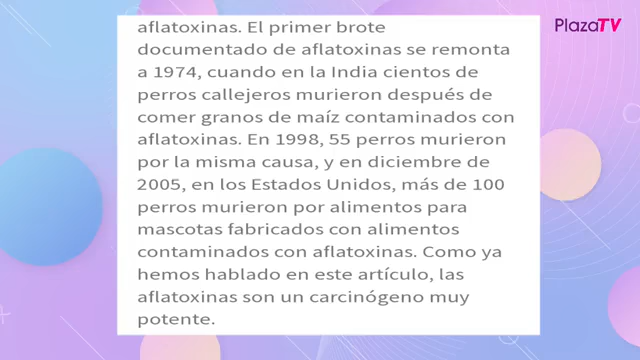 PlazaTV
aflatoxinas. El primer brote
documentado de aflatoxinas se remonta
a 1974, cuando en la India cientos de
perros callejeros murieron después de
comer granos de maíz contaminados con
aflatoxinas. En 1998, 55 perros murieron
por la misma causa, y en diciembre de
2005, en los Estados Unidos, más de 100
perros murieron por alimentos para
mascotas fabricados con alimentos
contaminados con aflatoxinas. Como ya
hemos hablado en este artículo, las
aflatoxinas son un carcinógeno muy
potente.